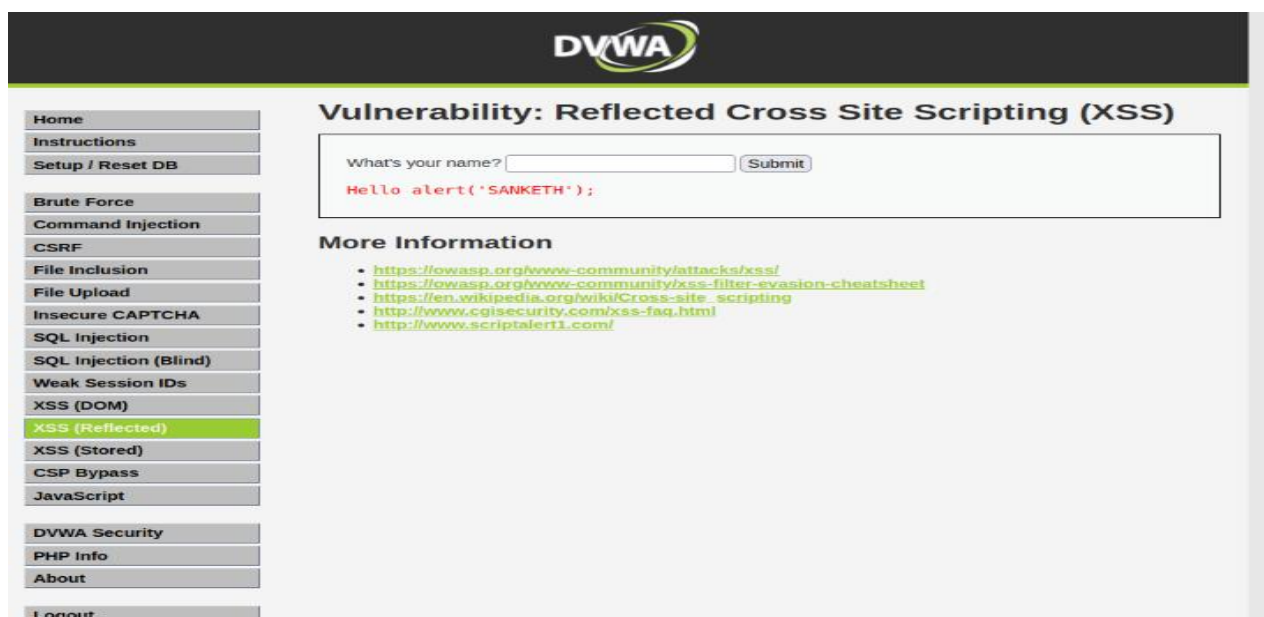 DVWA
Home
Instructions
Setup / Reset DB
Brute Force
Command Injection
CSRF
File Inclusion
File Upload
Insecure CAPTCHA
SQL Injection
SQL Injection (Blind)
Weak Session IDs
XSS (DOM)
XSS (Reflected)
XSS (Stored)
CSP Bypass
JavaScript
DVWA Security
PHP Info
About
Logout
Vulnerability: Reflected Cross Site Scripting (XSS)
What's your name? Submit
Hello alert('SANKETH');
More Information
• https://owasp.org/www-community/attacks/xss/
• https://owasp.org/www-community/xss-filter-evasion-cheatsheet
• https://en.wikipedia.org/wiki/Cross-site_scripting
• http://www.cgisecurity.com/xss-faq.html
• http://www.scriptalert1.com/